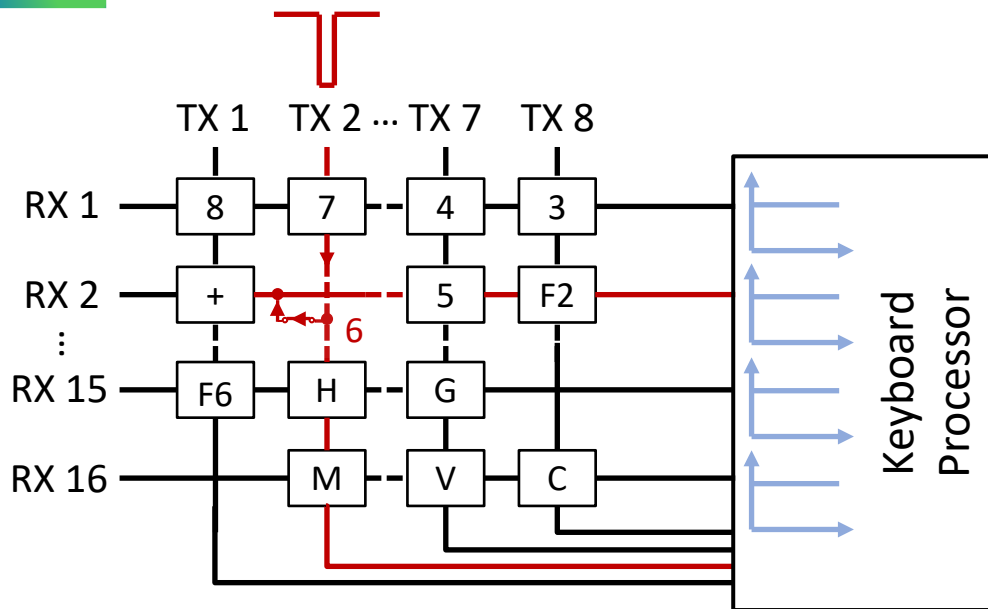 TX 1 TX 2 ... TX 7 TX 8
RX 1 8 7 4 3
RX 2 + 5 F2
6
...
RX 15 F6 H G
RX 16 M V C
Keyboard
Processor